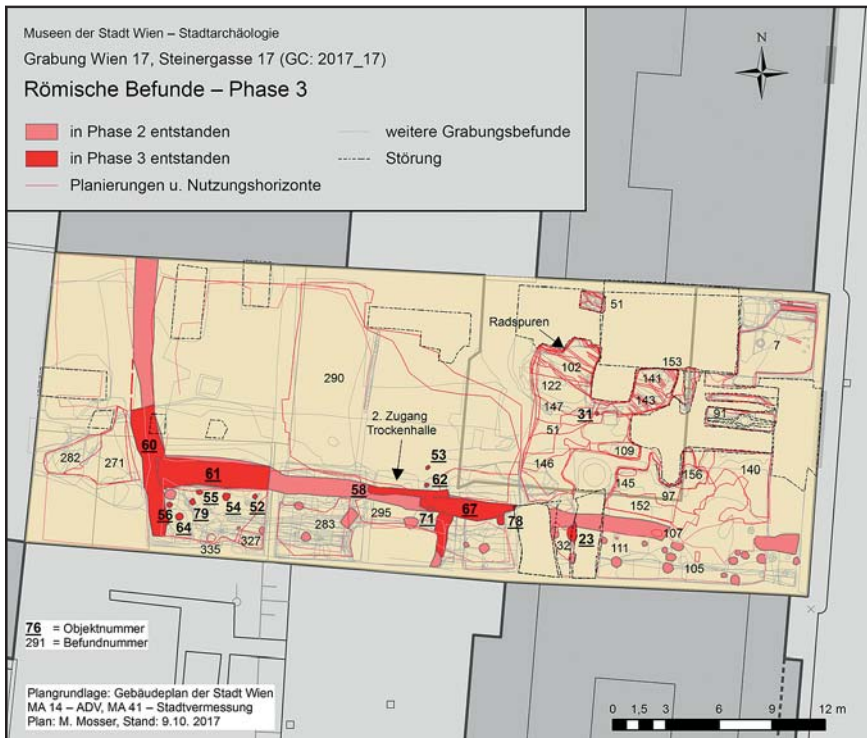 Museen der Stadt Wien – Stadtarchäologie
Grabung Wien 17, Steinergasse 17 (GC: 2017_17)
Römische Befunde – Phase 3
in Phase 2 entstanden
weitere Grabungsbefunde
in Phase 3 entstanden
Störung
Planierungen u. Nutzungshorizonte
N
51
7
Radspuren
153
102
141
290
122
143
147
91
31
2. Zugang
Trockenhalle
51
109
53
60
282
271
146
156
140
61
62
145
97
58
55
54
52
67
152
56
79
295
71
78
107
64
283
23
32
111
327
335
105
76 = Objektnummer
291 = Befundnummer
Plangrundlage: Gebäudeplan der Stadt Wien
MA 14 – ADV, MA 41 – Stadtvermessung
Plan: M. Mosser, Stand: 9.10. 2017
0 1,5 3 6 9 12 m